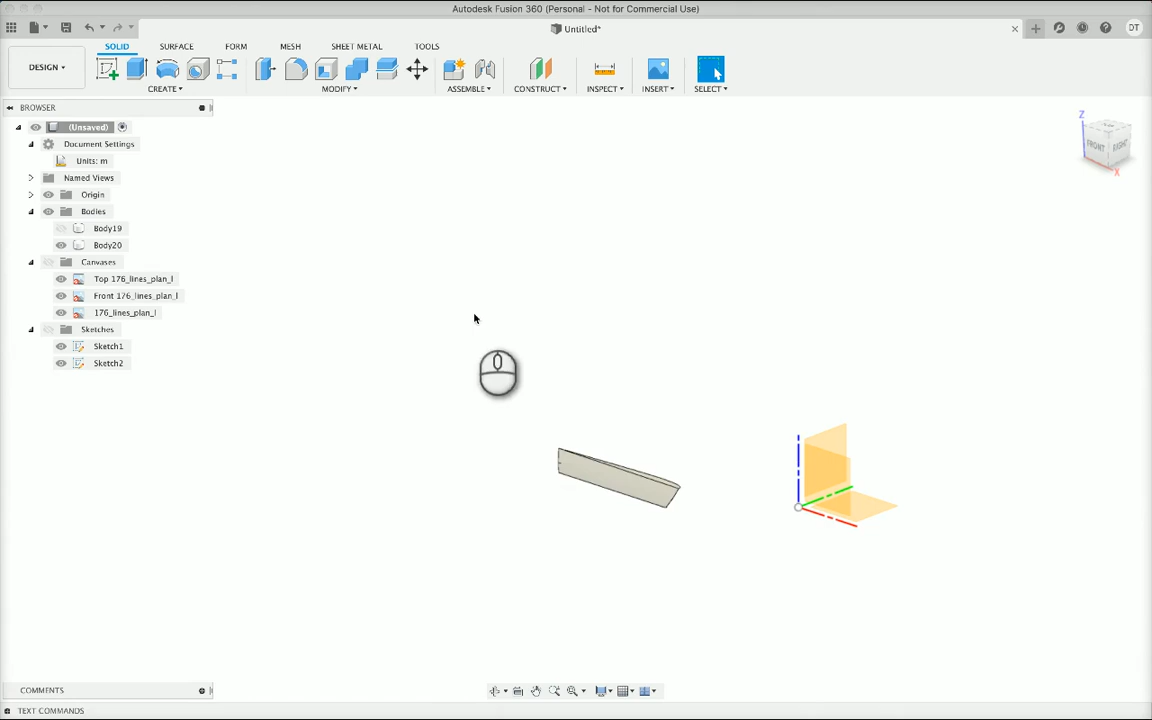 Autodesk Fusion 360 (Personal - Not for Commercial Use)
Untitled*
DT
DESIGN
SOLID SURFACE FORM MESH SHEET METAL TOOLS
CREATE MODIFY ASSEMBLE CONSTRUCT INSPECT INSERT SELECT
BROWSER
(Unsaved)
Document Settings
Units: m
Named Views
Origin
Bodies
Body19
Body20
Canvases
Top 176_lines_plan_l
Front 176_lines_plan_l
176_lines_plan_l
Sketches
Sketch1
Sketch2
Z
FRONT
RIGHT
X
COMMENTS
TEXT COMMANDS